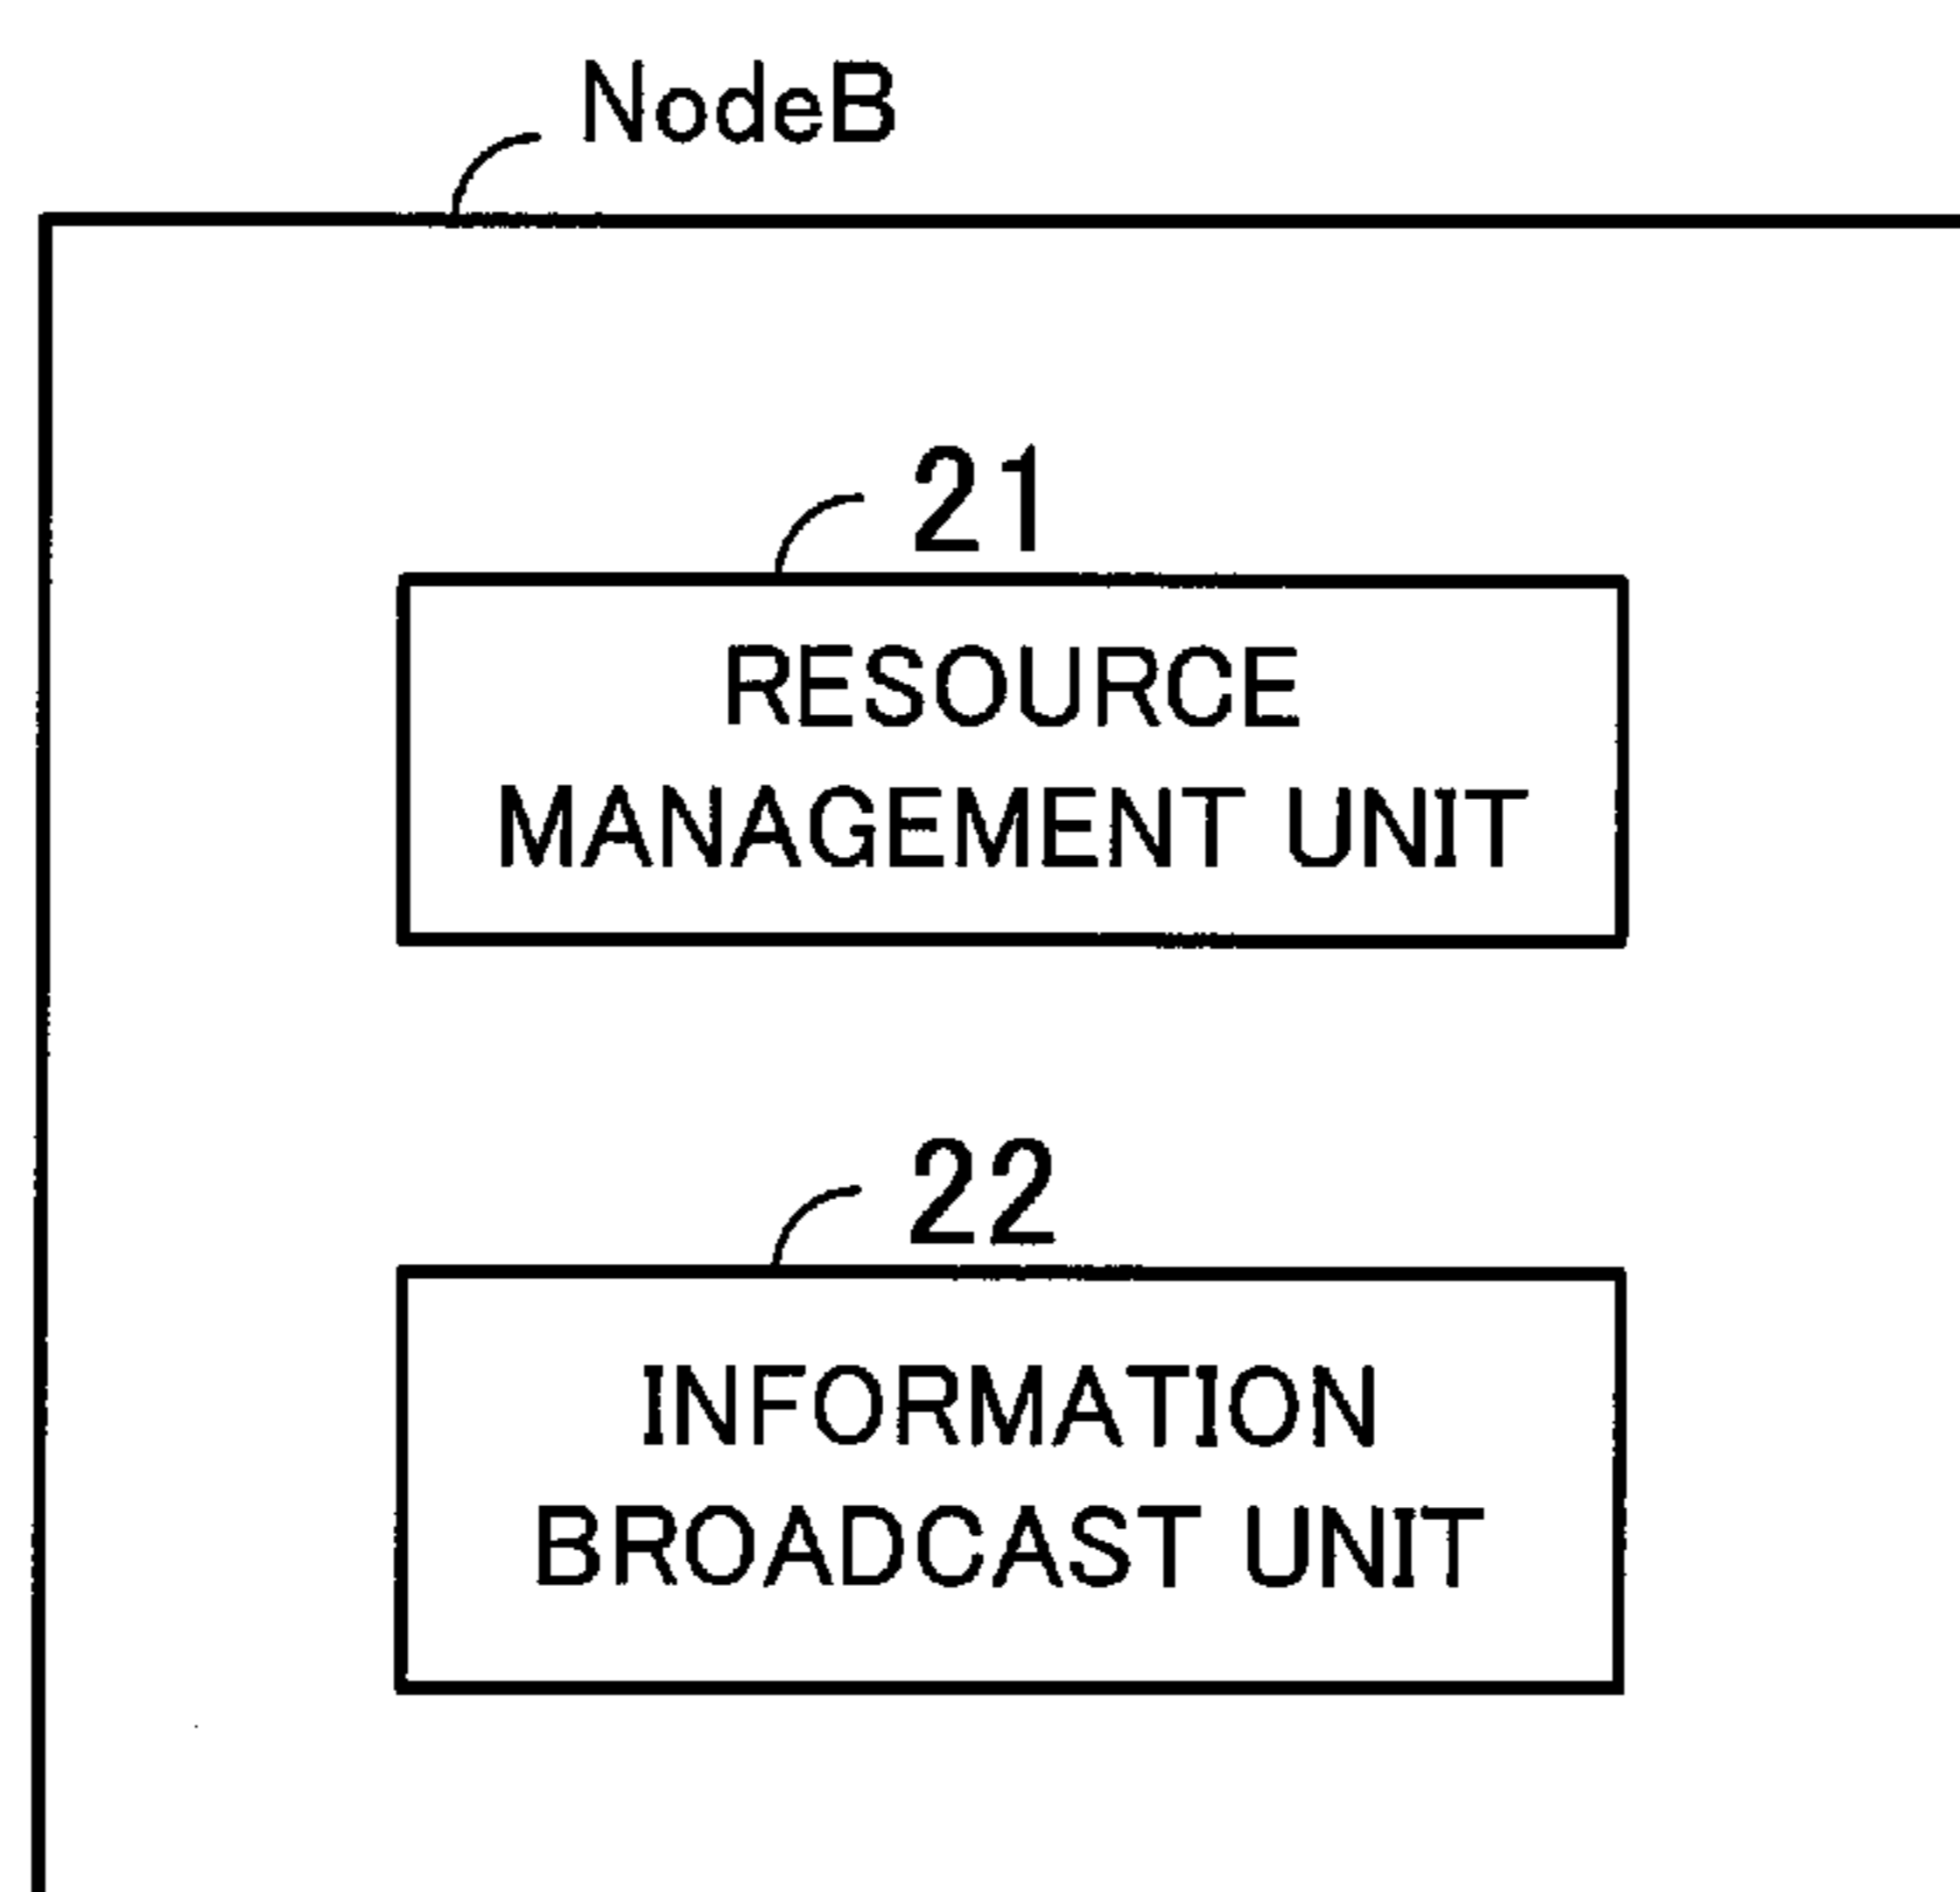 NodeB
21
RESOURCE
MANAGEMENT UNIT
22
INFORMATION
BROADCAST UNIT